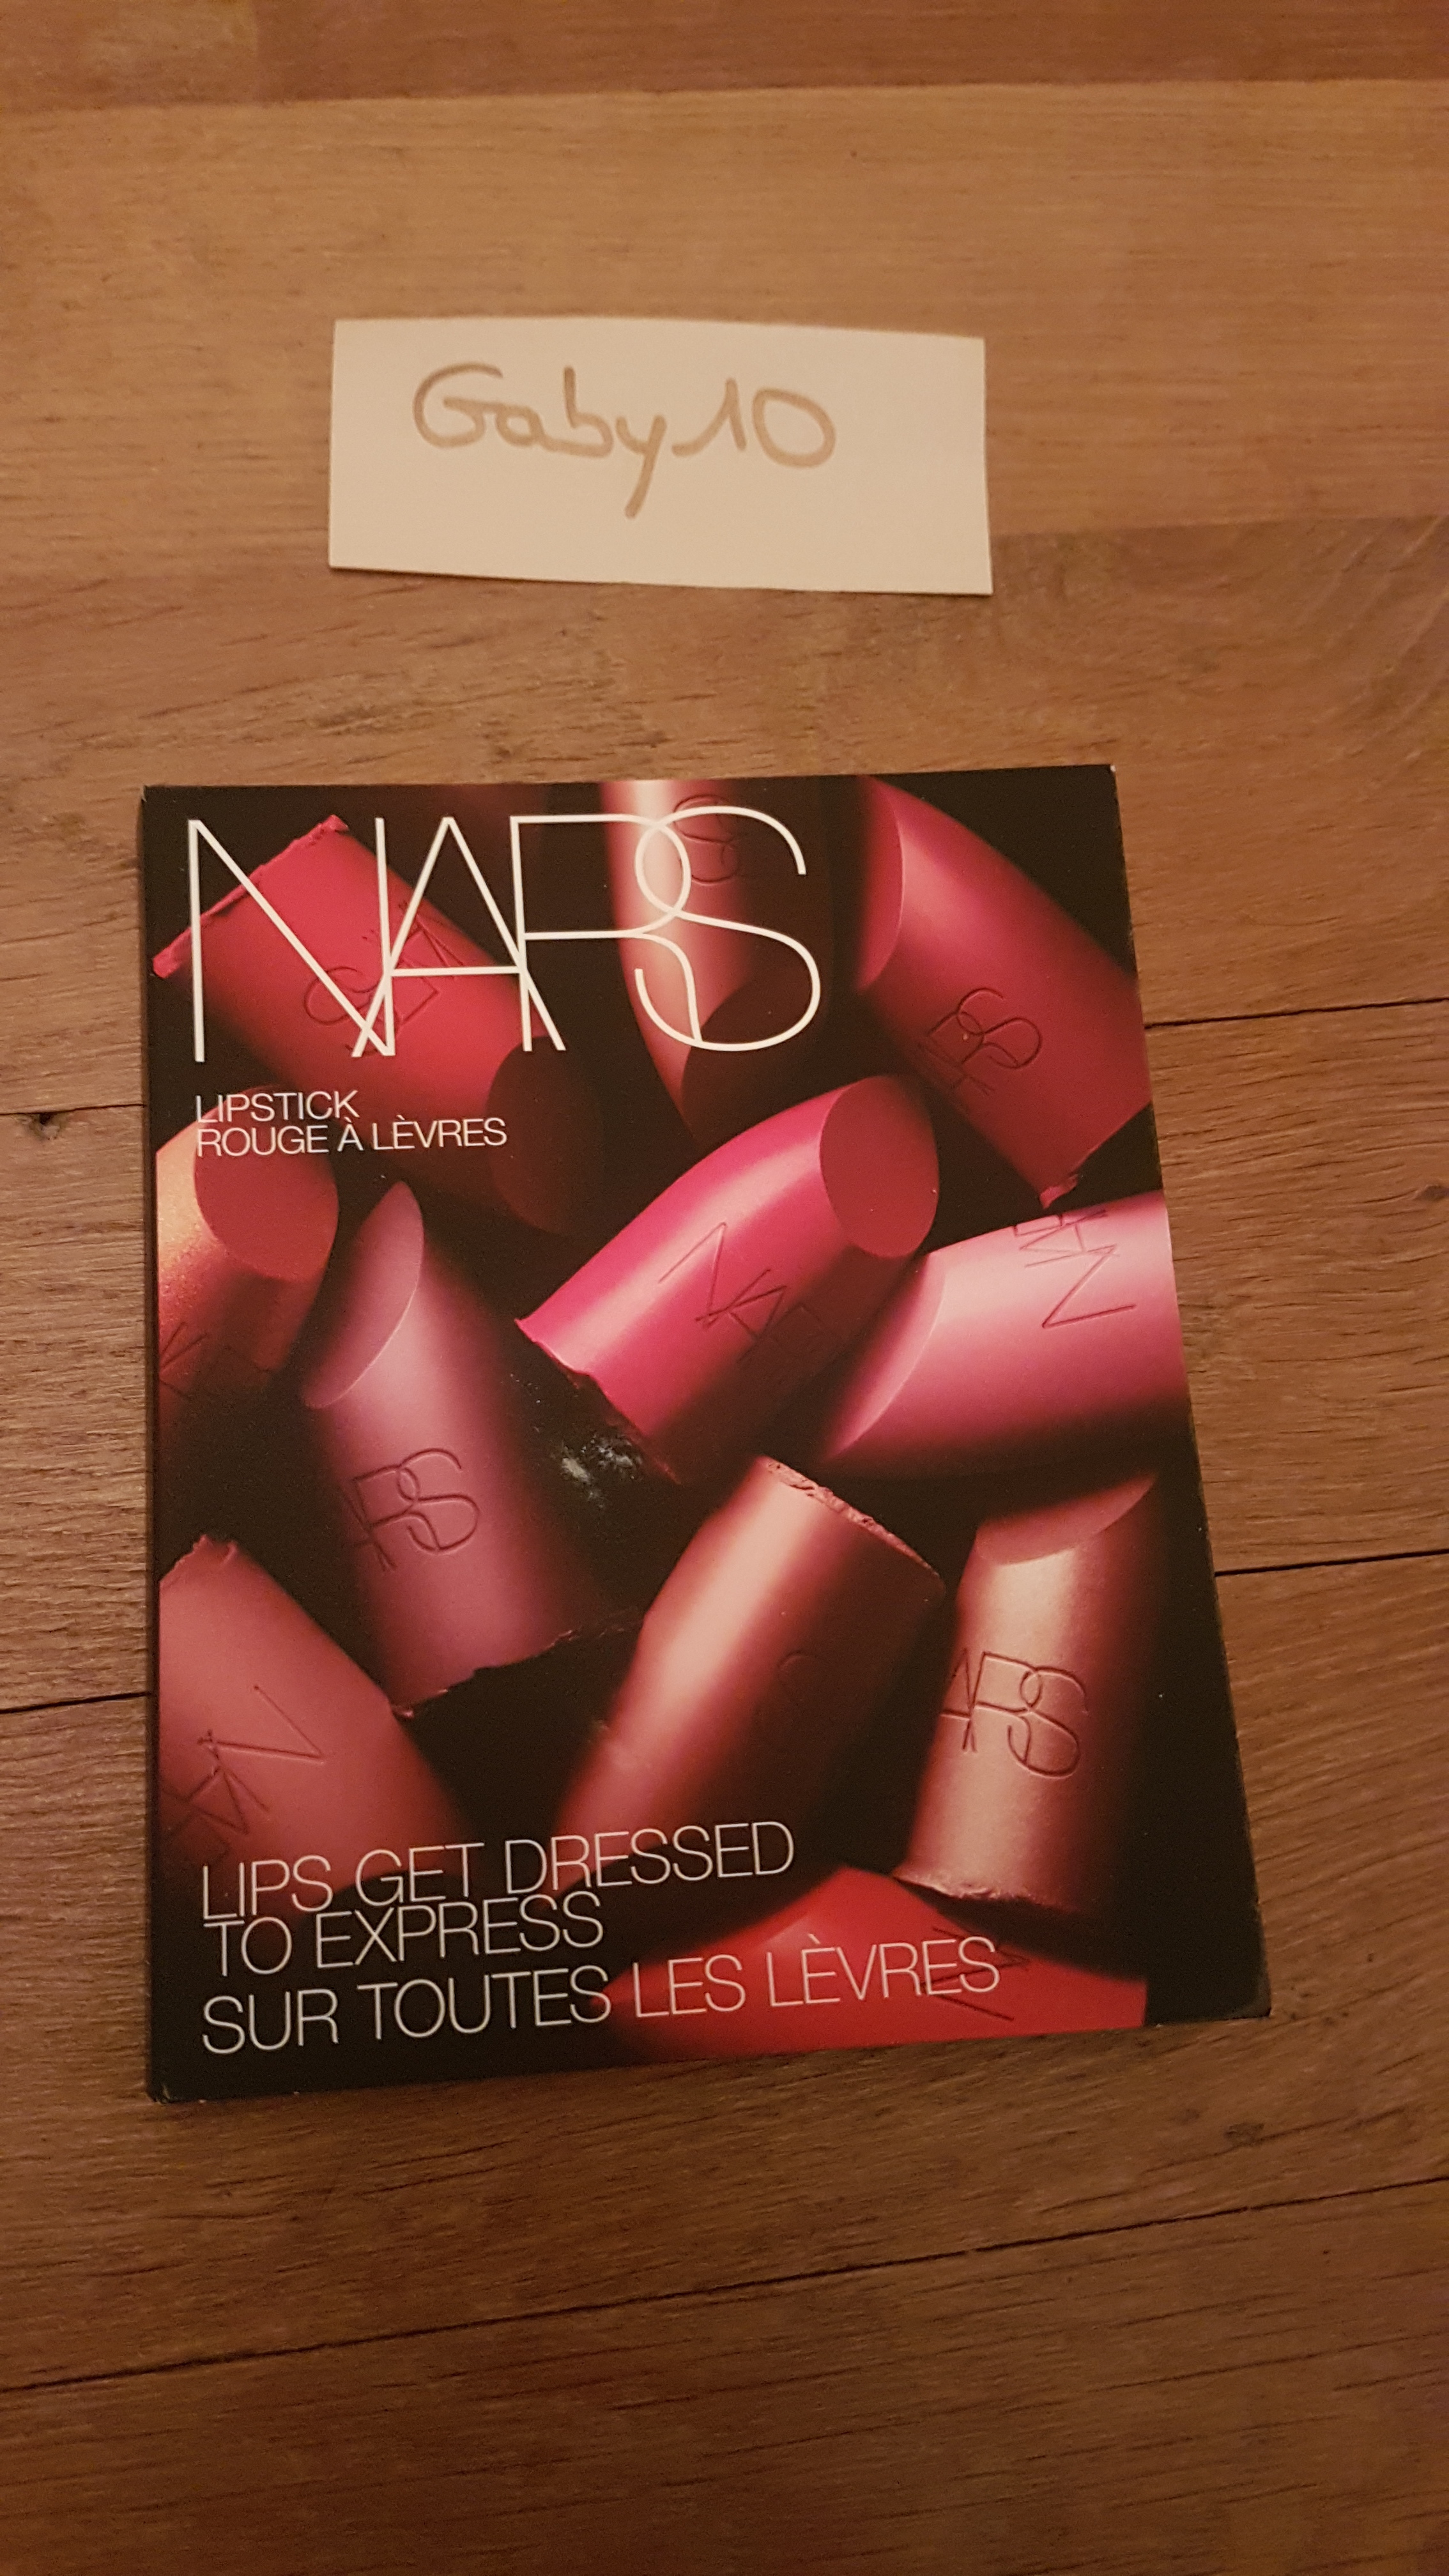 Gaby10
NARS
LIPSTICK
ROUGE À LÈVRES
LIPS GET DRESSED
TO EXPRESS
SUR TOUTES LES LÈVRES